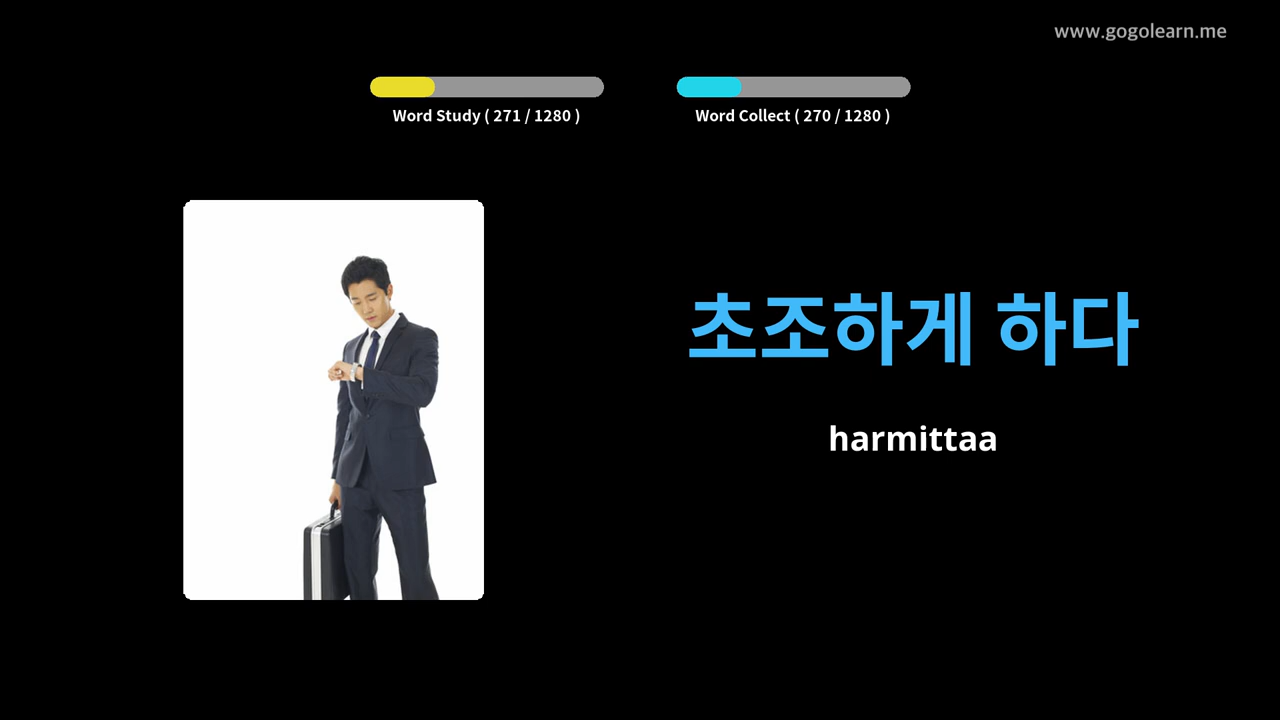 www.gogolearn.me
Word Study ( 271 / 1280 )
Word Collect ( 270 / 1280 )
초조하게 하다
harmittaa